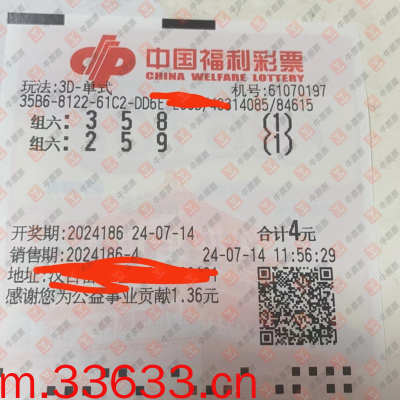 中国福利彩票
CHINA WELFARE LOTTERY
玩法:3D-单式 机号:61070197
35B6-8122-61C2-DD6E- /84615
组六: 3 5 8 (1)
组六: 2 5 9 (1)
开奖期:2024186 24-07-14 合计4元
销售期:2024186-4 24-07-14 11:56:29
地址:
感谢您为公益事业贡献1.36元
m.33633.cn